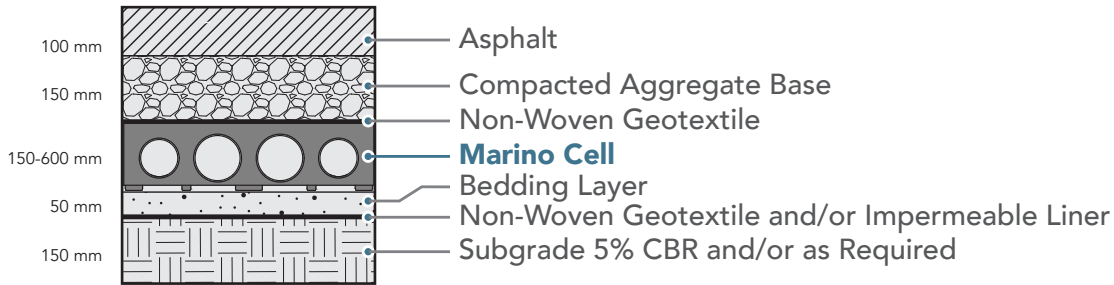 100 mm
Asphalt
150 mm
Compacted Aggregate Base
Non-Woven Geotextile
150-600 mm
Marino Cell
Bedding Layer
50 mm
Non-Woven Geotextile and/or Impermeable Liner
150 mm
Subgrade 5% CBR and/or as Required